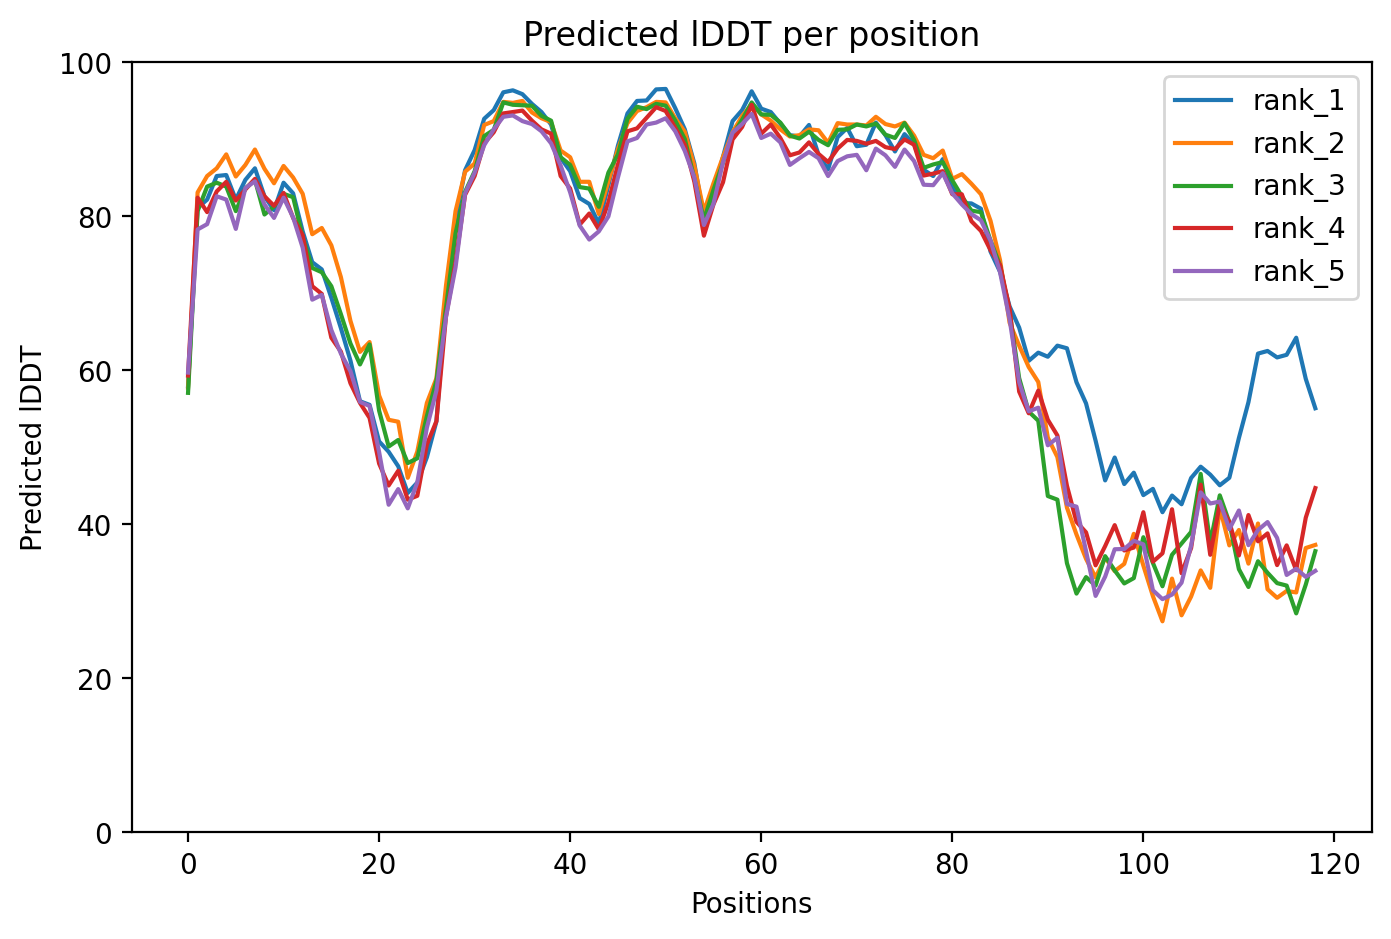 Predicted lDDT per position
100
80
60
40
20
0
Predicted lDDT
0 20 40 60 80 100 120
Positions
rank_1
rank_2
rank_3
rank_4
rank_5